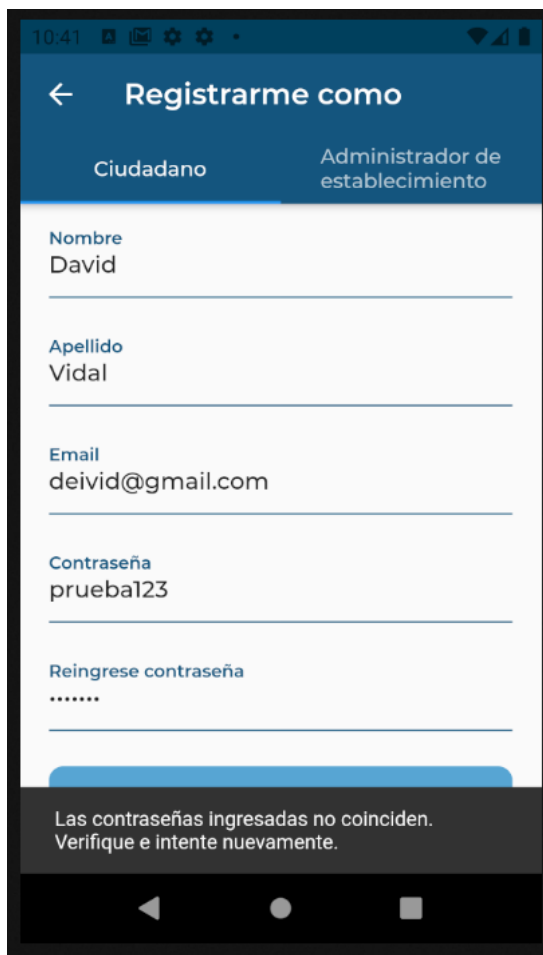 10:41
Registrarme como
Ciudadano
Administrador de
establecimiento
Nombre
David
Apellido
Vidal
Email
deivid@gmail.com
Contraseña
prueba123
Reingrese contraseña
•••••••
Las contraseñas ingresadas no coinciden.
Verifique e intente nuevamente.